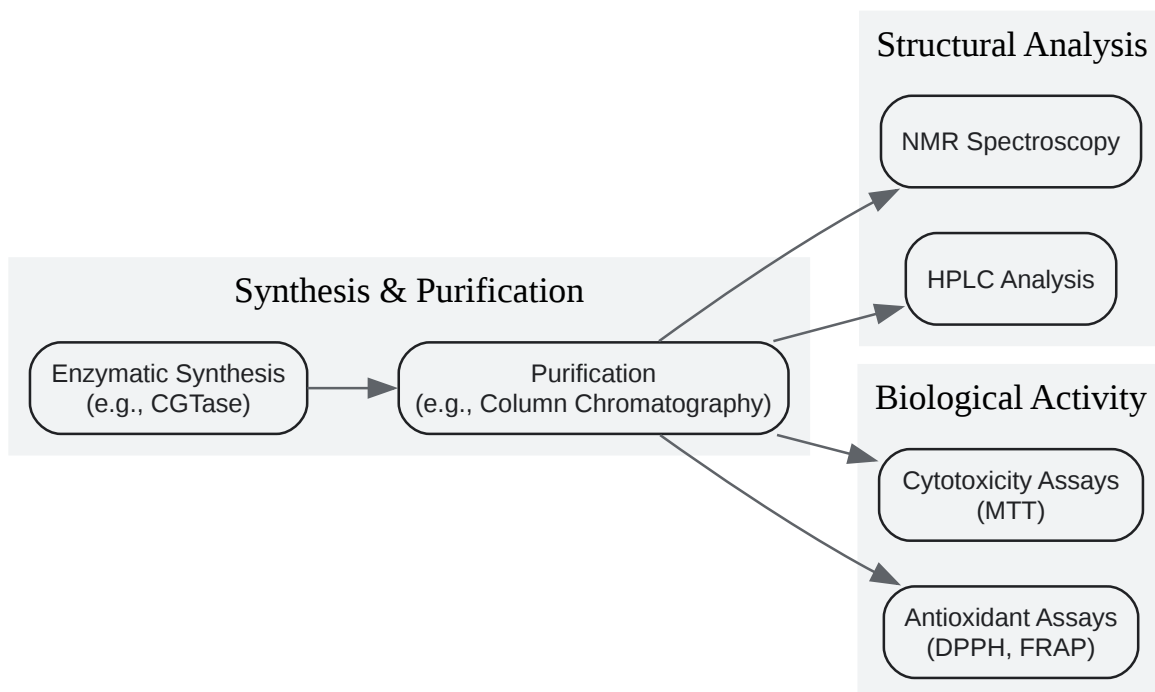 Structural Analysis
NMR Spectroscopy
HPLC Analysis
Synthesis & Purification
Enzymatic Synthesis
(e.g., CGTase)
Purification
(e.g., Column Chromatography)
Biological Activity
Cytotoxicity Assays
(MTT)
Antioxidant Assays
(DPPH, FRAP)